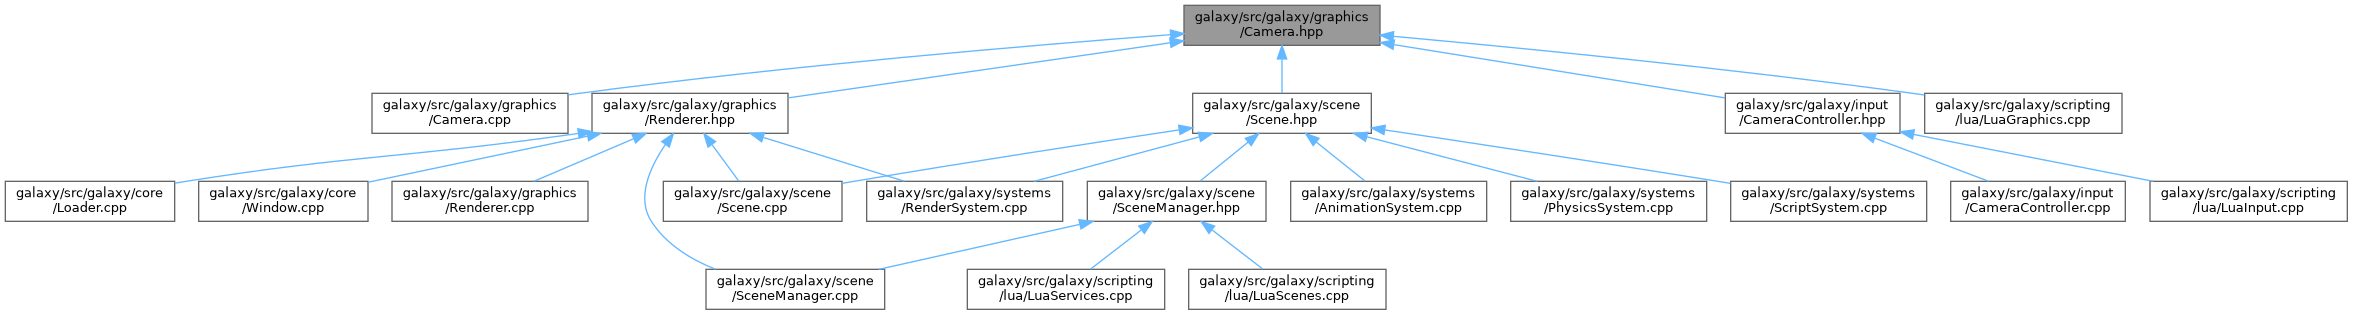 galaxy/src/galaxy/graphics
/Camera.hpp
galaxy/src/galaxy/graphics
/Camera.cpp
galaxy/src/galaxy/graphics
/Renderer.hpp
galaxy/src/galaxy/scene
/Scene.hpp
galaxy/src/galaxy/input
/CameraController.hpp
galaxy/src/galaxy/scripting
/lua/LuaGraphics.cpp
galaxy/src/galaxy/core
/Loader.cpp
galaxy/src/galaxy/core
/Window.cpp
galaxy/src/galaxy/graphics
/Renderer.cpp
galaxy/src/galaxy/scene
/Scene.cpp
galaxy/src/galaxy/systems
/RenderSystem.cpp
galaxy/src/galaxy/scene
/SceneManager.hpp
galaxy/src/galaxy/systems
/AnimationSystem.cpp
galaxy/src/galaxy/systems
/PhysicsSystem.cpp
galaxy/src/galaxy/systems
/ScriptSystem.cpp
galaxy/src/galaxy/input
/CameraController.cpp
galaxy/src/galaxy/scripting
/lua/LuaInput.cpp
galaxy/src/galaxy/scene
/SceneManager.cpp
galaxy/src/galaxy/scripting
/lua/LuaServices.cpp
galaxy/src/galaxy/scripting
/lua/LuaScenes.cpp